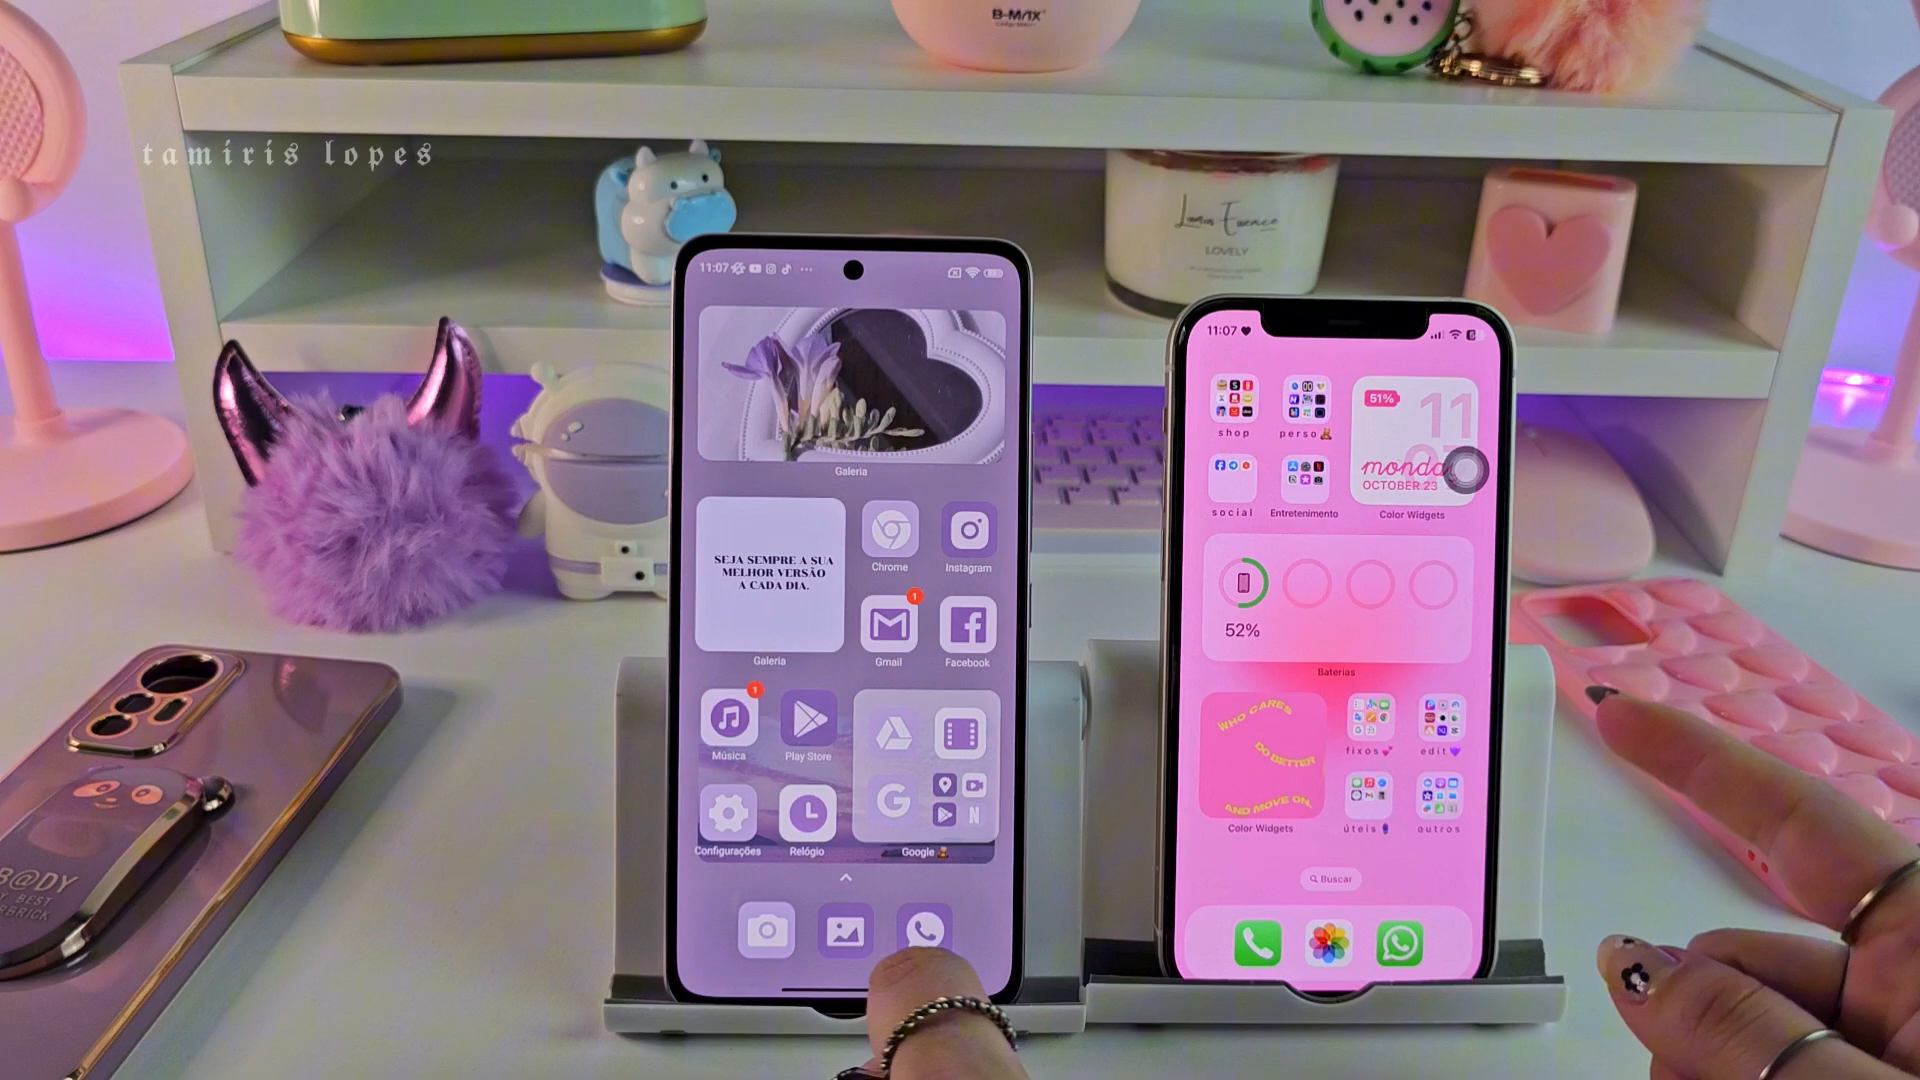 B-MAX
tamiris lopes
LOVELY
11:07
Galeria
SEJA SEMPRE A SUA
MELHOR VERSÃO
A CADA DIA.
Galeria
Chrome
Instagram
1
Gmail
Facebook
1
Música
Play Store
Configurações
Relógio
Google
11:07
shop
perso
social
Entretenimento
51%
11
monda
OCTOBER 23
Color Widgets
52%
Baterias
WHO CARES
DO BETTER
AND MOVE ON.
Color Widgets
fixos
edit
úteis
outros
Buscar
B@DY